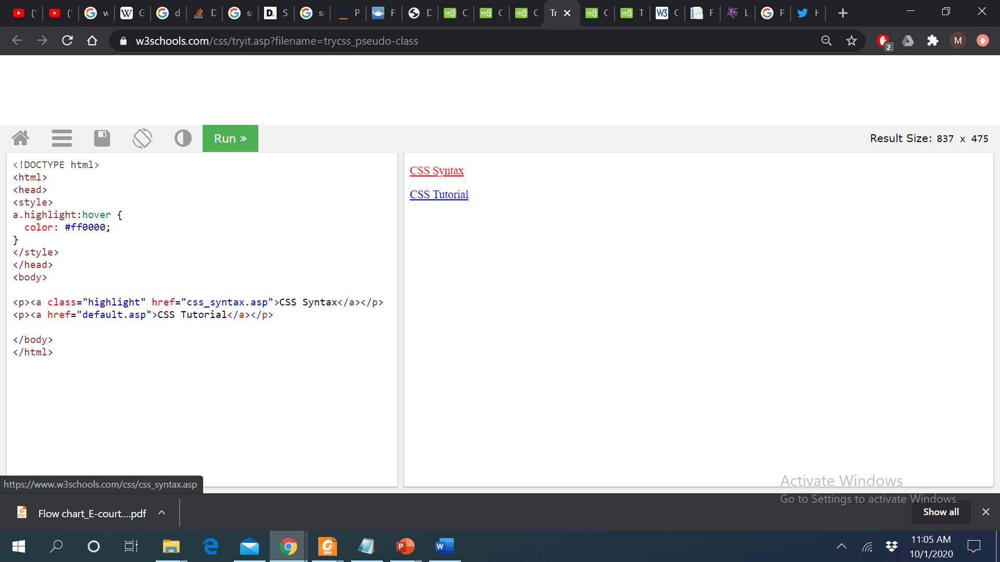 w3schools.com/css/tryit.asp?filename=trycss_pseudo-class
2
M
Run »
Result Size: 837 x 475
<!DOCTYPE html>
<html>
<head>
<style>
a.highlight:hover {
color: #ff0000;
}
</style>
</head>
<body>
<p><a class="highlight" href="css_syntax.asp">CSS Syntax</a></p>
<p><a href="default.asp">CSS Tutorial</a></p>
</body>
</html>
CSS Syntax
CSS Tutorial
https://www.w3schools.com/css/css_syntax.asp
Activate Windows
Go to Settings to activate Windows.
Flow chart_E-court....pdf
Show all
11:05 AM
10/1/2020